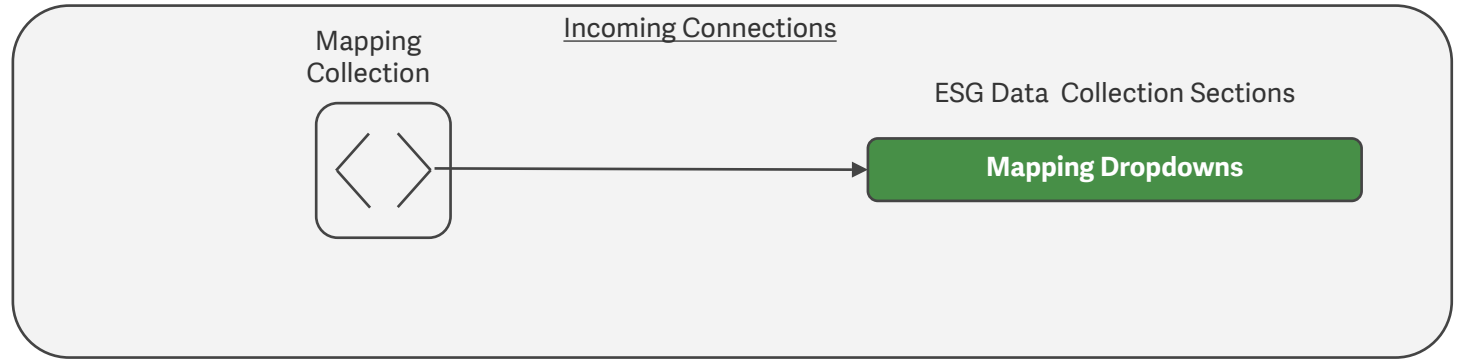 Incoming Connections
Mapping
Collection
ESG Data  Collection Sections
Mapping Dropdowns